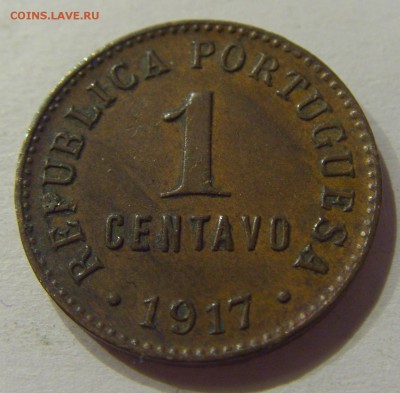 COINS.LAVE.RU
REPUBLICA PORTUGUESA
1
CENTAVO
• 1917 •